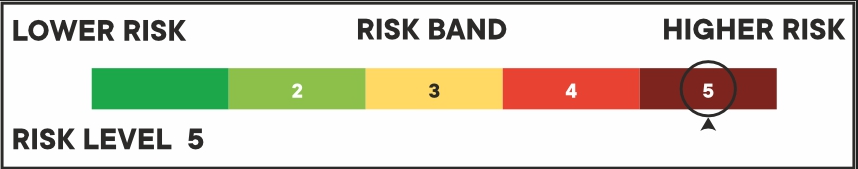 LOWER RISK RISK BAND HIGHER RISK
2 3 4 5
RISK LEVEL 5